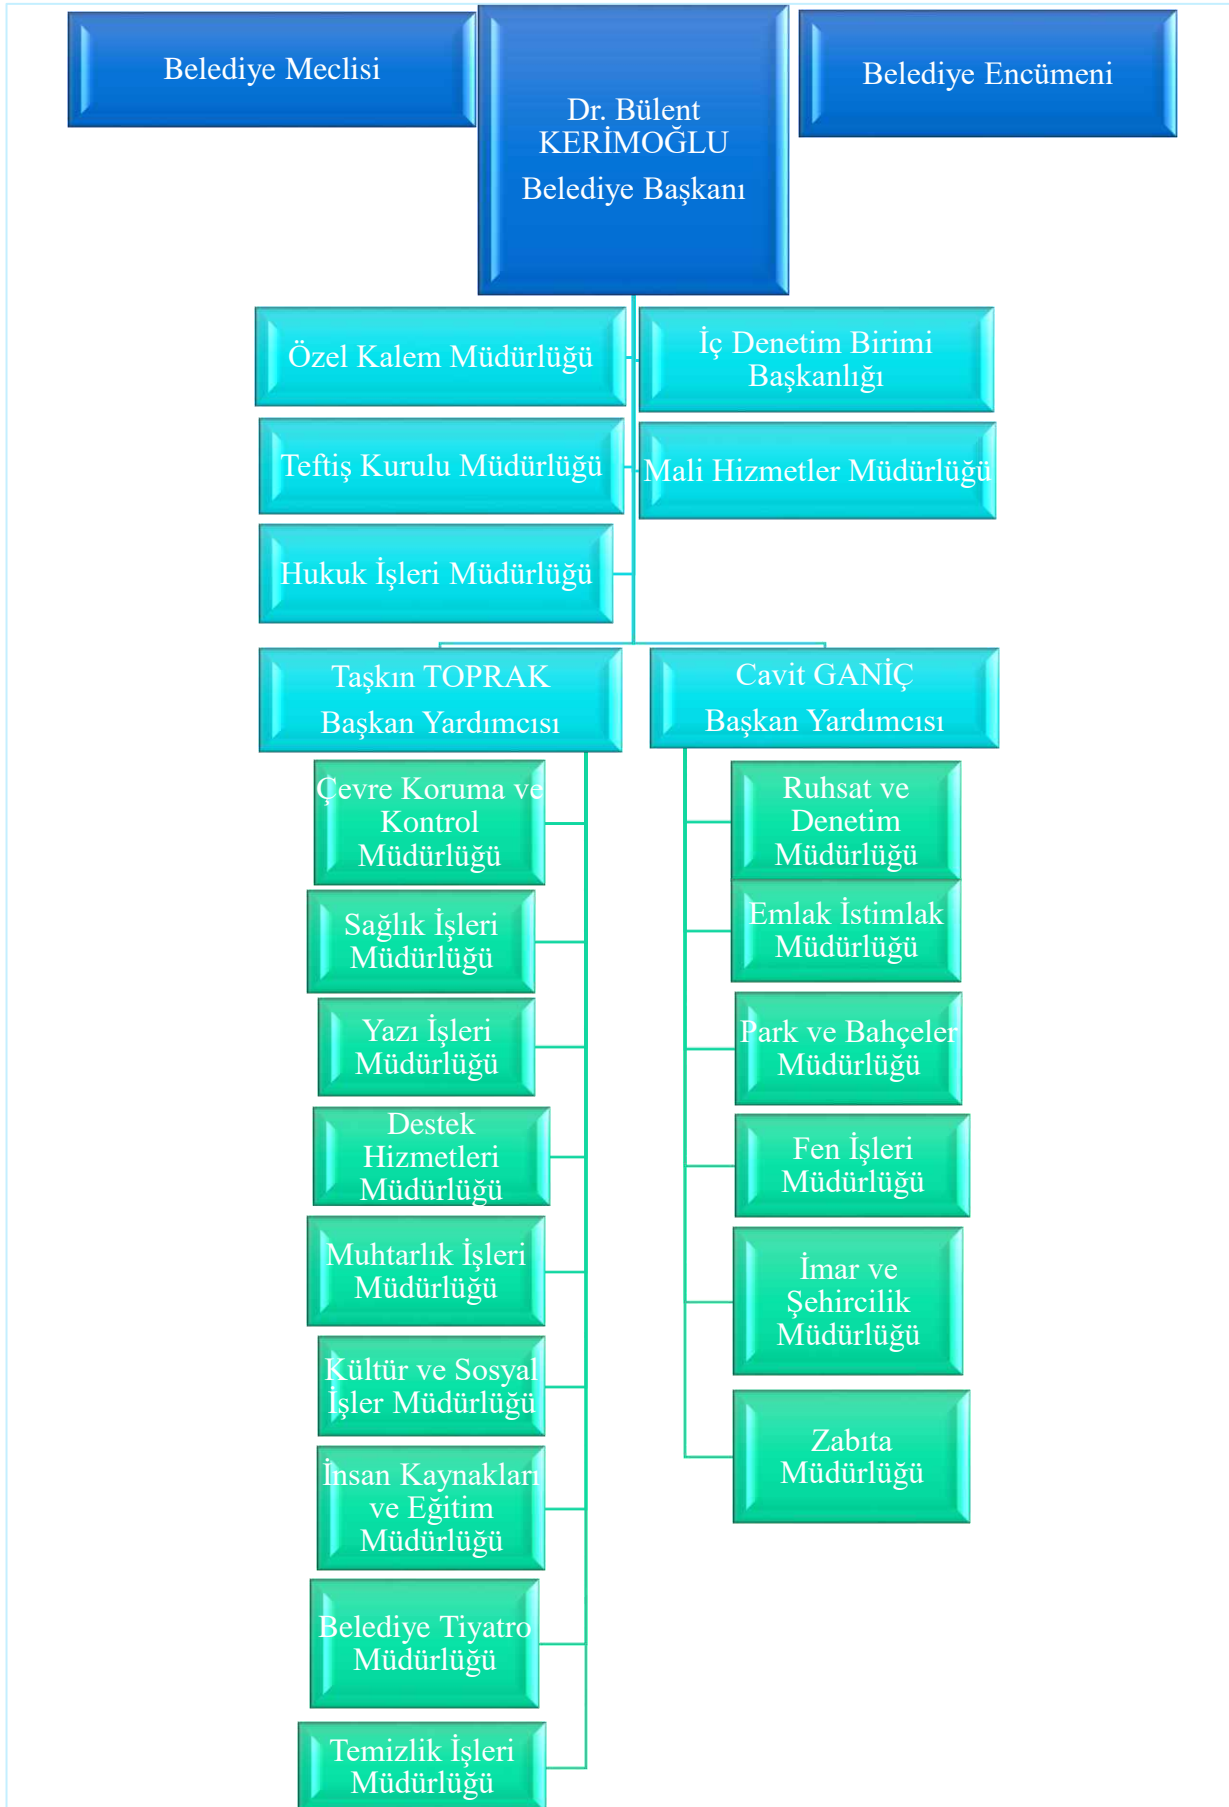 Belediye Meclisi
Dr. Bülent
KERİMOĞLU
Belediye Başkanı
Belediye Encümeni
Özel Kalem Müdürlüğü
İç Denetim Birimi
Başkanlığı
Teftiş Kurulu Müdürlüğü
Mali Hizmetler Müdürlüğü
Hukuk İşleri Müdürlüğü
Taşkın TOPRAK
Başkan Yardımcısı
Çevre Koruma ve
Kontrol
Müdürlüğü
Sağlık İşleri
Müdürlüğü
Yazı İşleri
Müdürlüğü
Destek
Hizmetleri
Müdürlüğü
Muhtarlık İşleri
Müdürlüğü
Kültür ve Sosyal
İşler Müdürlüğü
İnsan Kaynakları
ve Eğitim
Müdürlüğü
Belediye Tiyatro
Müdürlüğü
Temizlik İşleri
Müdürlüğü
Cavit GANİÇ
Başkan Yardımcısı
Ruhsat ve
Denetim
Müdürlüğü
Emlak İstimlak
Müdürlüğü
Park ve Bahçeler
Müdürlüğü
Fen İşleri
Müdürlüğü
İmar ve
Şehircilik
Müdürlüğü
Zabıta
Müdürlüğü